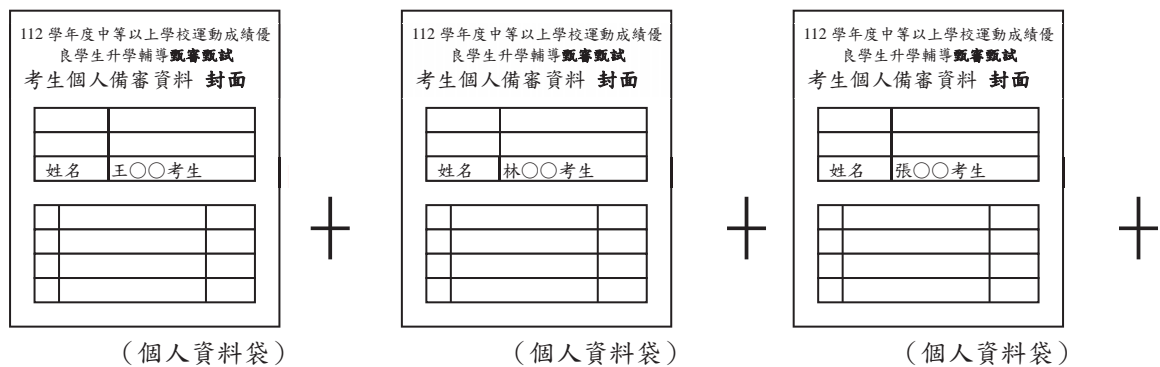 112 學年度中等以上學校運動成績優
良學生升學輔導甄審甄試
考生個人備審資料 封面
姓名 王○○考生
(個人資料袋)
+
112 學年度中等以上學校運動成績優
良學生升學輔導甄審甄試
考生個人備審資料 封面
姓名 林○○考生
(個人資料袋)
+
112 學年度中等以上學校運動成績優
良學生升學輔導甄審甄試
考生個人備審資料 封面
姓名 張○○考生
(個人資料袋)
+